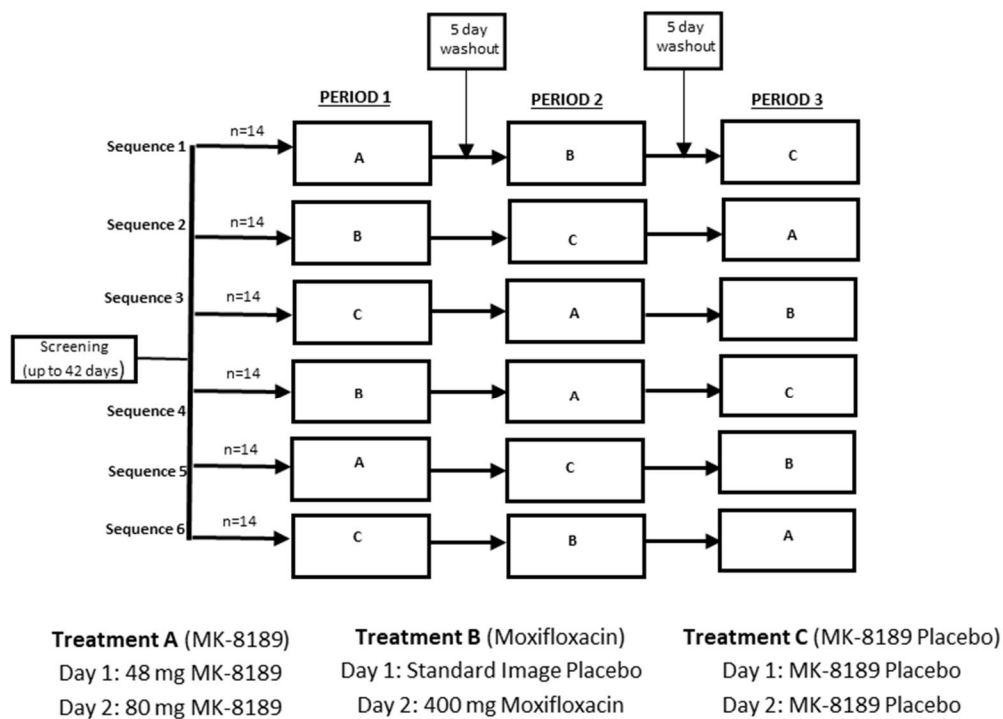 5 day
washout
5 day
washout
PERIOD 1
PERIOD 2
PERIOD 3
Sequence 1
n=14
A
B
C
Sequence 2
n=14
B
C
A
Sequence 3
n=14
C
A
B
Screening
(up to 42 days)
Sequence 4
n=14
B
A
C
Sequence 5
n=14
A
C
B
Sequence 6
n=14
C
B
A
Treatment A (MK-8189)
Day 1: 48 mg MK-8189
Day 2: 80 mg MK-8189
Treatment B (Moxifloxacin)
Day 1: Standard Image Placebo
Day 2: 400 mg Moxifloxacin
Treatment C (MK-8189 Placebo)
Day 1: MK-8189 Placebo
Day 2: MK-8189 Placebo